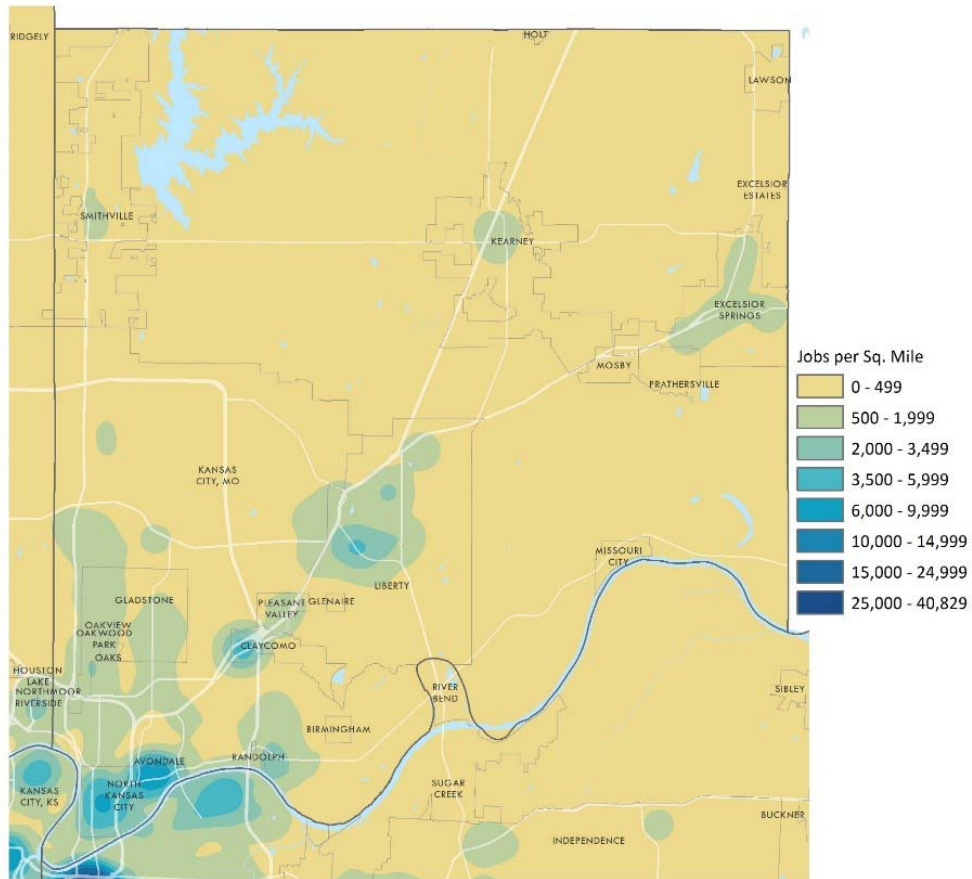 RIDGELY
HOLT
LAWSON
EXCELSIOR
ESTATES
SMITHVILLE
KEARNEY
EXCELSIOR
SPRINGS
MOSBY
PRATHERSVILLE
Jobs per Sq. Mile
0 - 499
500 - 1,999
2,000 - 3,499
3,500 - 5,999
6,000 - 9,999
10,000 - 14,999
15,000 - 24,999
25,000 - 40,829
KANSAS
CITY, MO
MISSOURI
CITY
LIBERTY
GLADSTONE
PLEASANT
VALLEY
GLENAIRE
OAKVIEW
OAKWOOD
PARK
OAKS
CLAYCOMO
HOUSTON
LAKE
NORTHMOOR
RIVERSIDE
RIVER
BEND
SIBLEY
BIRMINGHAM
RANDOLPH
AVONDALE
KANSAS
CITY, KS
NORTH
KANSAS
CITY
SUGAR
CREEK
BUCKNER
INDEPENDENCE